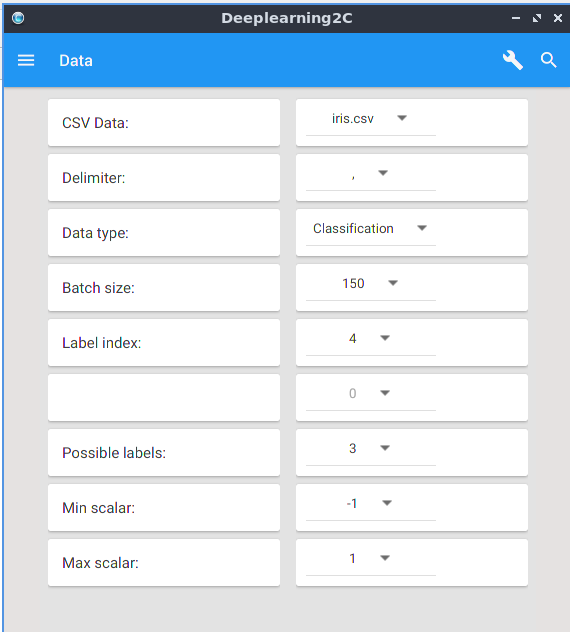 Deeplearning2C
Data
CSV Data: iris.csv
Delimiter: ,
Data type: Classification
Batch size: 150
Label index: 4
0
Possible labels: 3
Min scalar: -1
Max scalar: 1